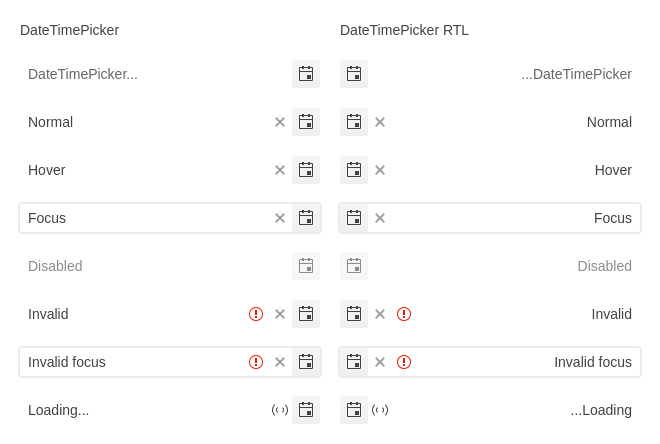 DateTimePicker
DateTimePicker RTL
DateTimePicker...
...DateTimePicker
Normal
Normal
Hover
Hover
Focus
Focus
Disabled
Disabled
Invalid
Invalid
Invalid focus
Invalid focus
Loading...
...Loading